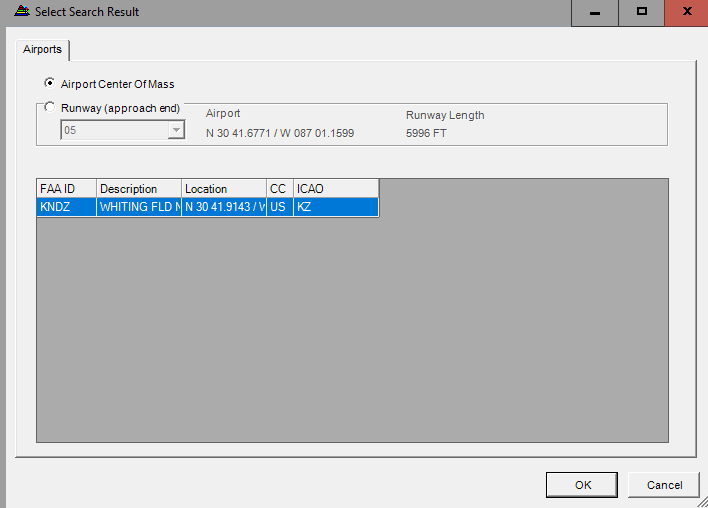 Select Search Result
Airports
Airport Center Of Mass
Runway (approach end)
Airport
Runway Length
05
N 30 41.6771 / W 087 01.1599
5996 FT
FAA ID Description Location CC ICAO
KNDZ WHITING FLD N N 30 41.9143 / W US KZ
OK Cancel